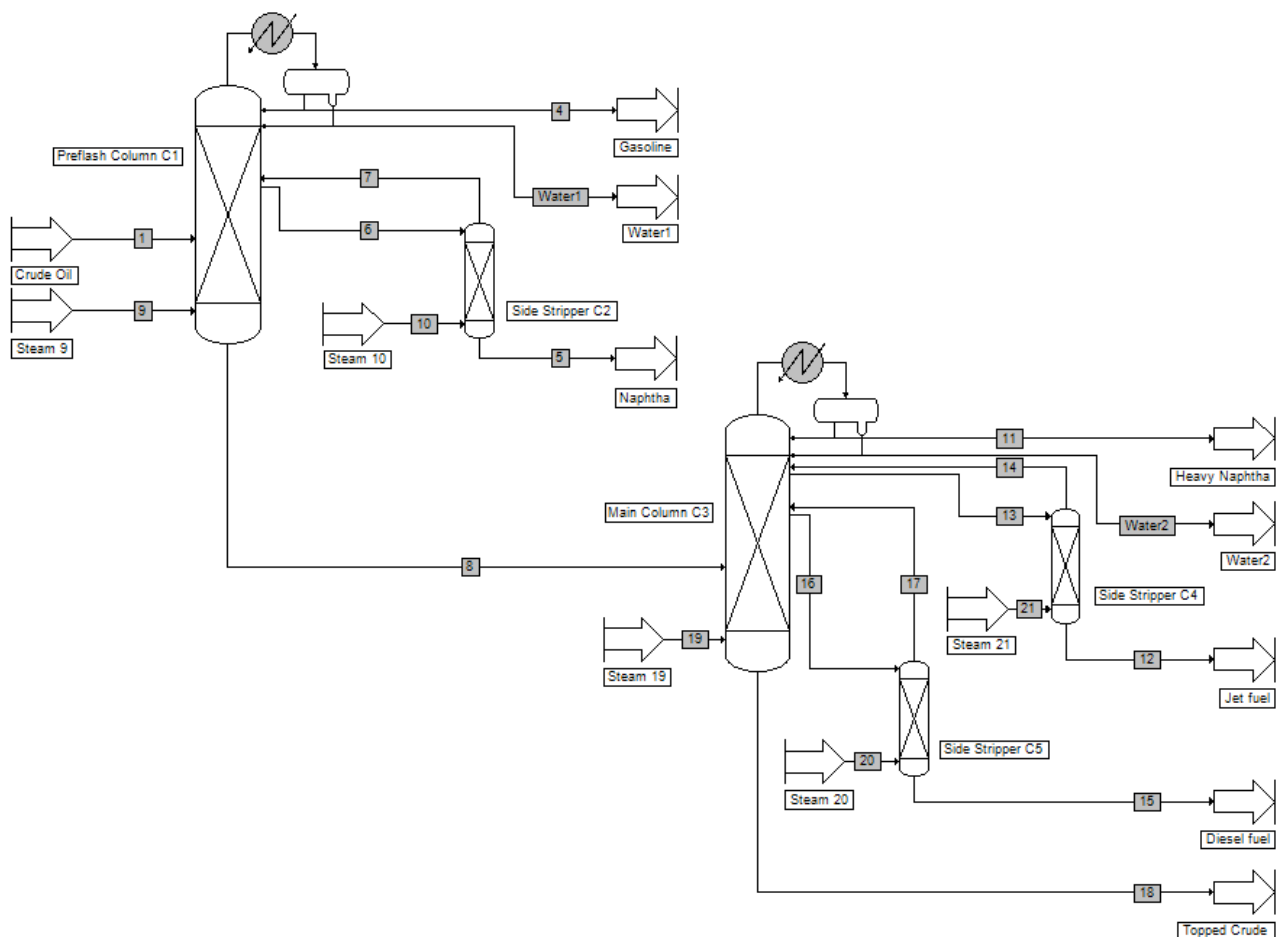 4
Gasoline
Preflash Column C1
7
Water1
6
Water1
1
Crude Oil
9
Side Stripper C2
10
Steam 9
Steam 10
5
Naphtha
11
14
Heavy Naphtha
Main Column C3
13
Water2
Water2
8
16
17
Side Stripper C4
21
Steam 21
19
Steam 19
12
Jet fuel
Side Stripper C5
20
Steam 20
15
Diesel fuel
18
Topped Crude